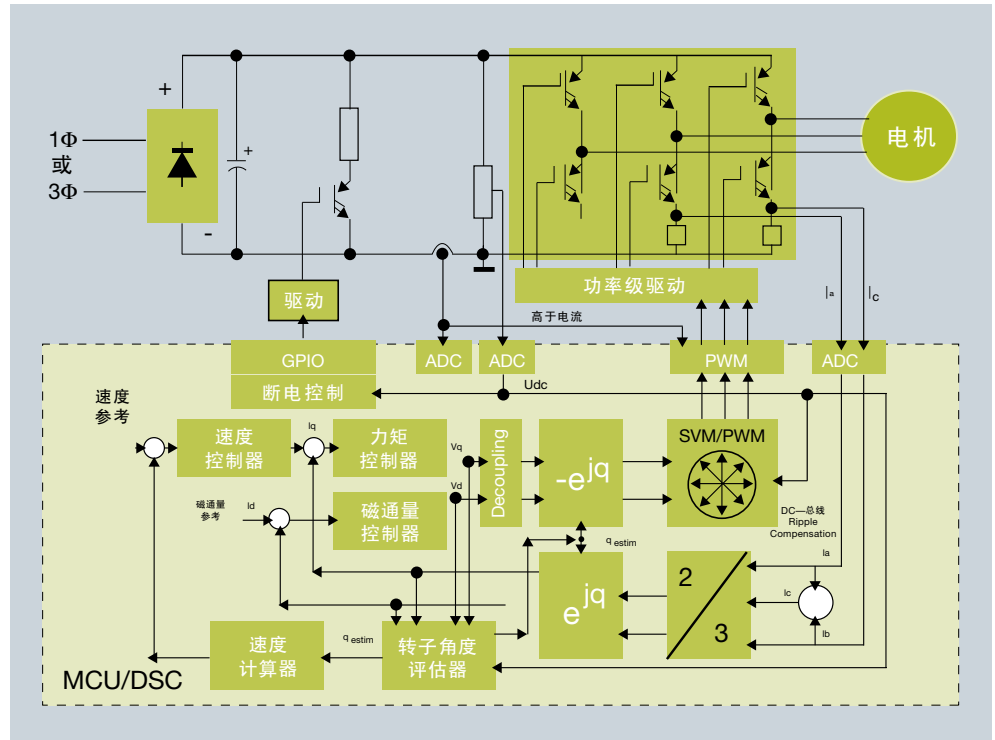 +
+
1Φ
或
3Φ
-
电机
功率级驱动
驱动
高于电流
Ia
Ic
GPIO
ADC
ADC
PWM
ADC
断电控制
Udc
速度
参考
速度
控制器
Iq
力矩
控制器
Vq
Decoupling
-e^jq
SVM/PWM
Vd
磁通量
参考
Id
磁通量
控制器
DC—总线
Ripple
Compensation
q estim
e^jq
2
3
Ia
Ic
Ib
速度
计算器
q estim
转子角度
评估器
MCU/DSC